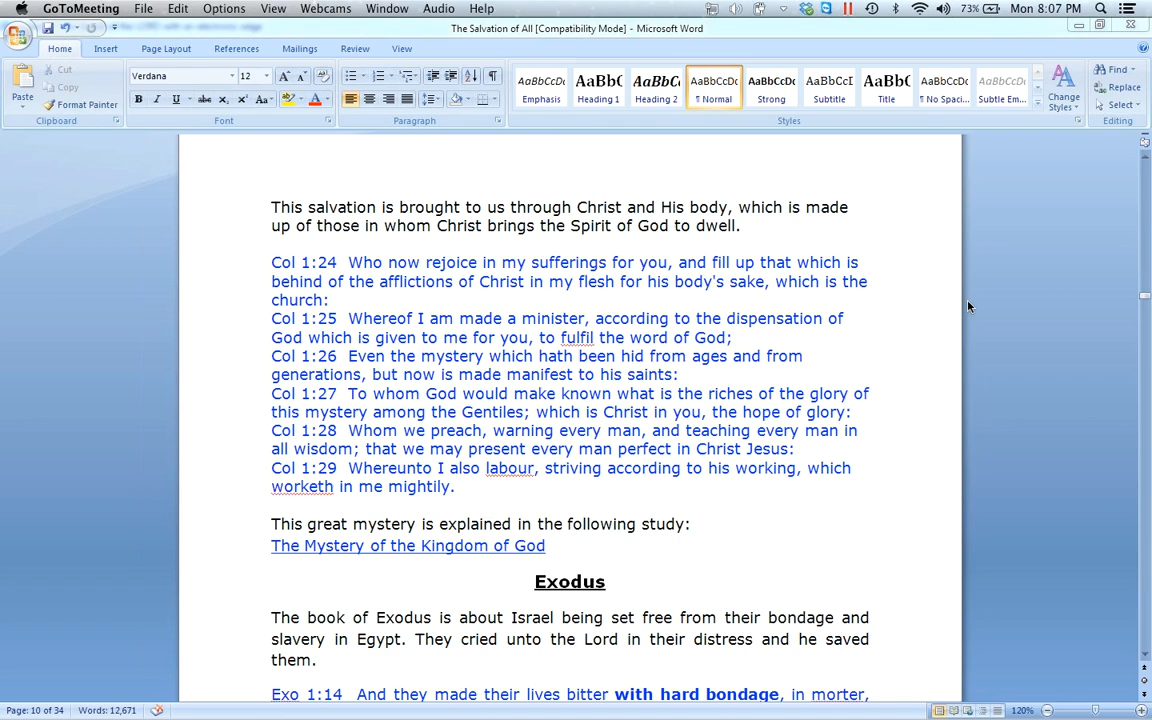 GoToMeeting File Edit Options View Webcams Window Audio Help 73% Mon 8:07 PM
The Salvation of All [Compatibility Mode] - Microsoft Word
Home Insert Page Layout References Mailings Review View
Paste Cut Copy Format Painter
Clipboard
Verdana 12
Font
Paragraph
AaBbCcDc AaBbC AaBbCc AaBbCcDc AaBbCcDc AaBbCcI AaBbC AaBbCcDc AaBbCcDc
Emphasis Heading 1 Heading 2 ¶ Normal Strong Subtitle Title ¶ No Spaci... Subtle Em...
Styles
Change Styles
Find
Replace
Select
Editing
This salvation is brought to us through Christ and His body, which is made
up of those in whom Christ brings the Spirit of God to dwell.
Col 1:24 Who now rejoice in my sufferings for you, and fill up that which is
behind of the afflictions of Christ in my flesh for his body's sake, which is the
church:
Col 1:25 Whereof I am made a minister, according to the dispensation of
God which is given to me for you, to fulfil the word of God;
Col 1:26 Even the mystery which hath been hid from ages and from
generations, but now is made manifest to his saints:
Col 1:27 To whom God would make known what is the riches of the glory of
this mystery among the Gentiles; which is Christ in you, the hope of glory:
Col 1:28 Whom we preach, warning every man, and teaching every man in
all wisdom; that we may present every man perfect in Christ Jesus:
Col 1:29 Whereunto I also labour, striving according to his working, which
worketh in me mightily.
This great mystery is explained in the following study:
The Mystery of the Kingdom of God
Exodus
The book of Exodus is about Israel being set free from their bondage and
slavery in Egypt. They cried unto the Lord in their distress and he saved
them.
Exo 1:14 And they made their lives bitter with hard bondage, in morter,
Page: 10 of 34 Words: 12,671 120%